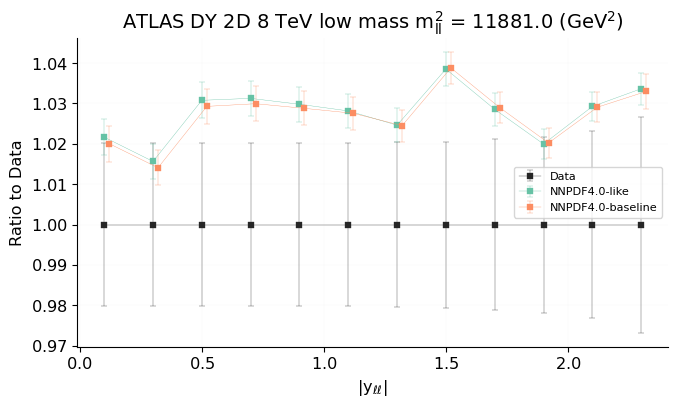 ATLAS DY 2D 8 TeV low mass m²ll = 11881.0 (GeV²)
Ratio to Data
1.04
1.03
1.02
1.01
1.00
0.99
0.98
0.97
Data
NNPDF4.0-like
NNPDF4.0-baseline
0.0 0.5 1.0 1.5 2.0
|yℓℓ|